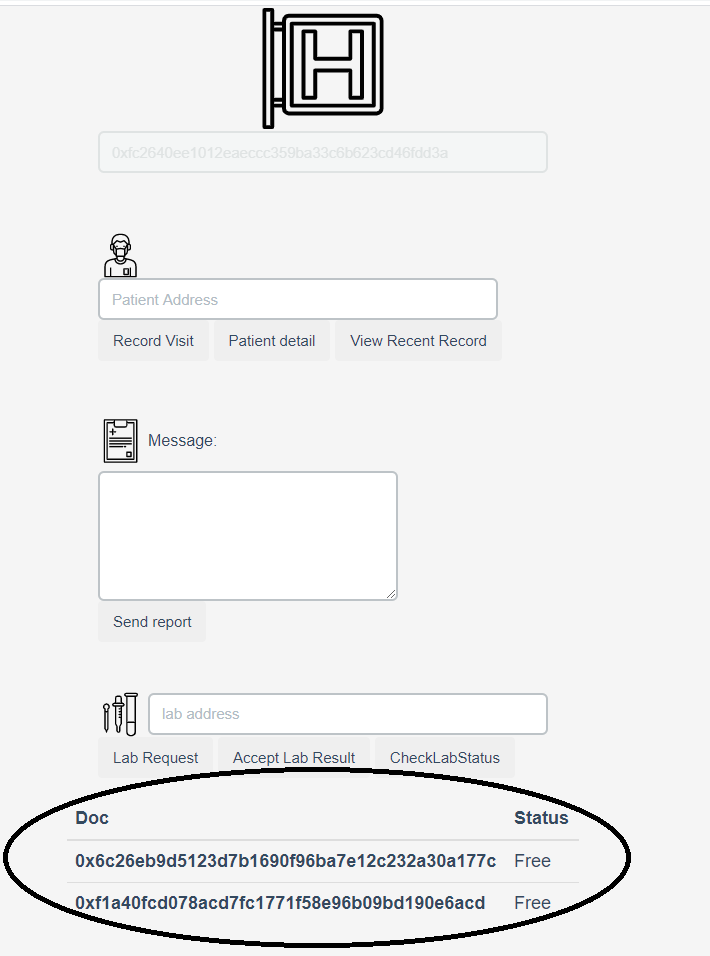 H
0xfc2640ee1012eaeccc359ba33c6b623cd46fdd3a
Patient Address
Record Visit Patient detail View Recent Record
Message:
Send report
lab address
Lab Request Accept Lab Result CheckLabStatus
Doc Status
0x6c26eb9d5123d7b1690f96ba7e12c232a30a177c Free
0xf1a40fcd078acd7fc1771f58e96b09bd190e6acd Free